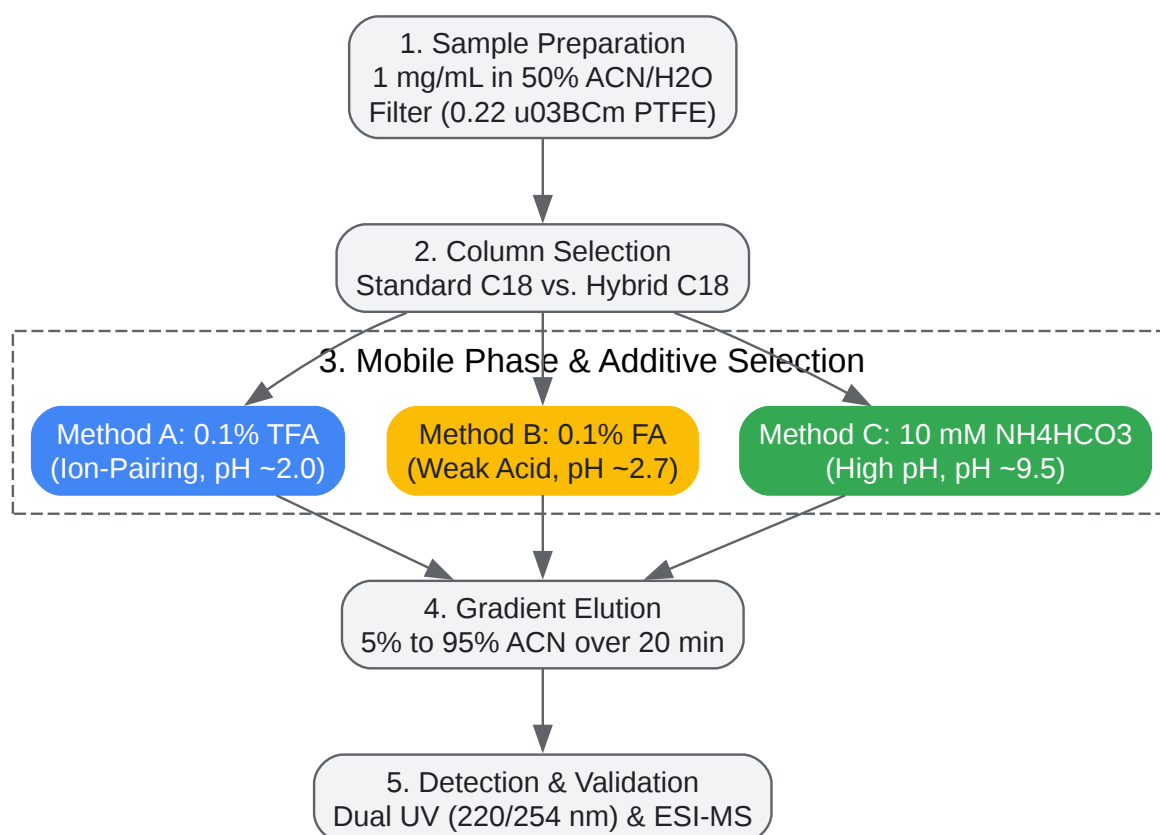 1. Sample Preparation
1 mg/mL in 50% ACN/H2O
Filter (0.22 u03BCm PTFE)
2. Column Selection
Standard C18 vs. Hybrid C18
3. Mobile Phase & Additive Selection
Method A: 0.1% TFA
(Ion-Pairing, pH ~2.0)
Method B: 0.1% FA
(Weak Acid, pH ~2.7)
Method C: 10 mM NH4HCO3
(High pH, pH ~9.5)
4. Gradient Elution
5% to 95% ACN over 20 min
5. Detection & Validation
Dual UV (220/254 nm) & ESI-MS